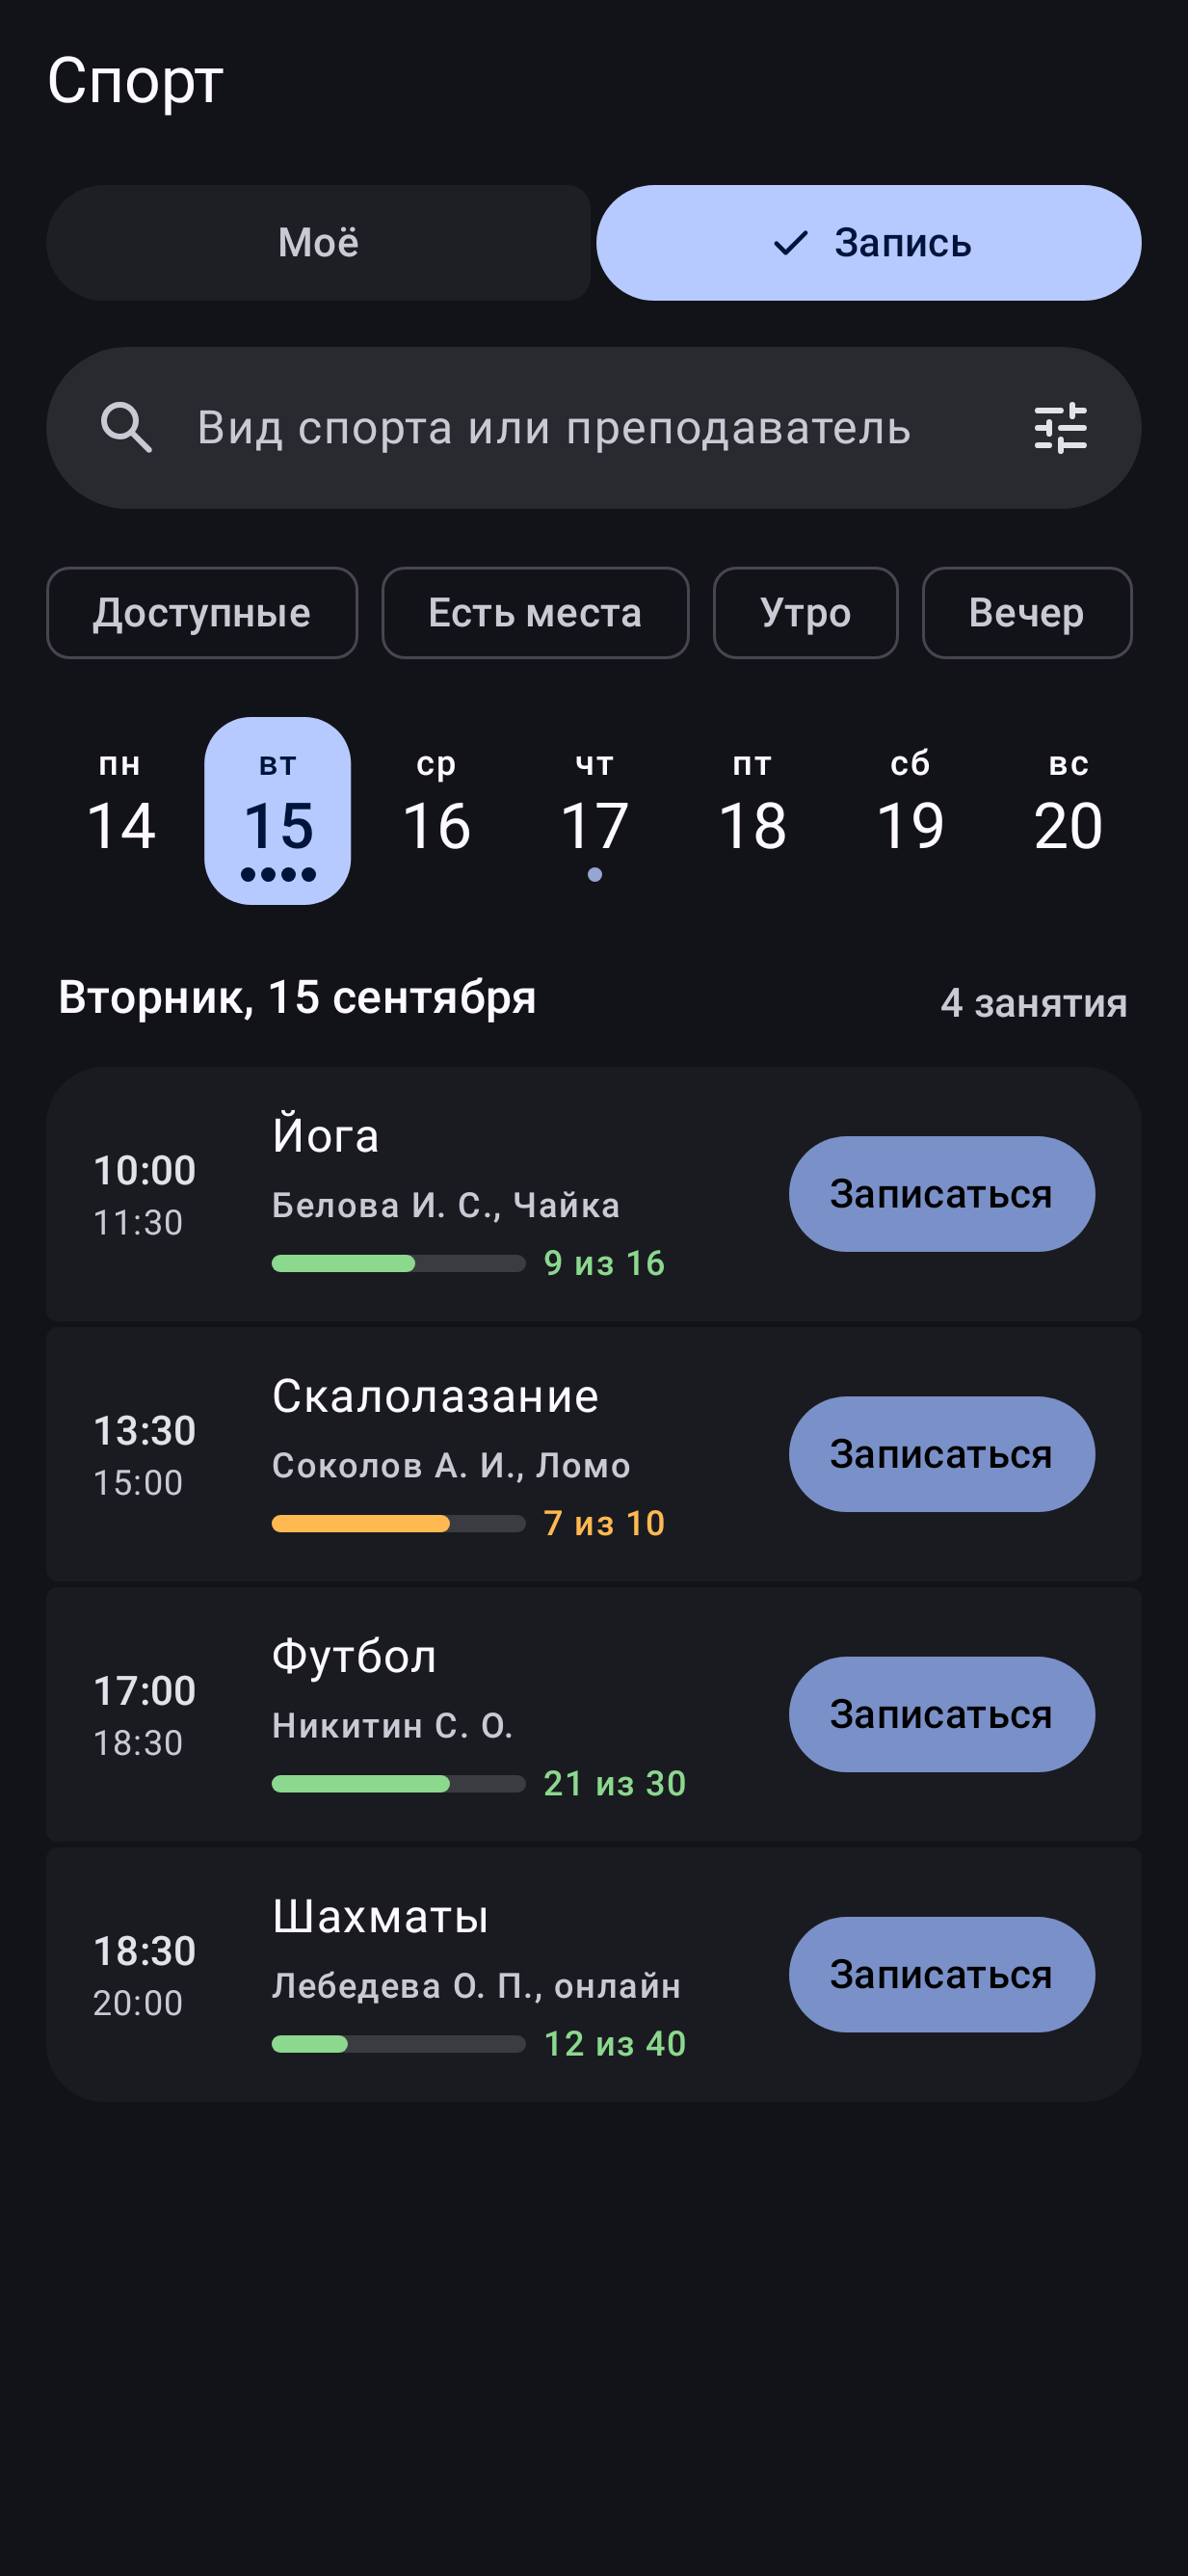 Спорт
Моё
Запись
Вид спорта или преподаватель
Доступные Есть места Утро Вечер
пн вт ср чт пт сб вс
14 15 16 17 18 19 20
Вторник, 15 сентября 4 занятия
Йога
10:00
11:30
Белова И. С., Чайка
9 из 16
Записаться
Скалолазание
13:30
15:00
Соколов А. И., Ломо
7 из 10
Записаться
Футбол
17:00
18:30
Никитин С. О.
21 из 30
Записаться
Шахматы
18:30
20:00
Лебедева О. П., онлайн
12 из 40
Записаться